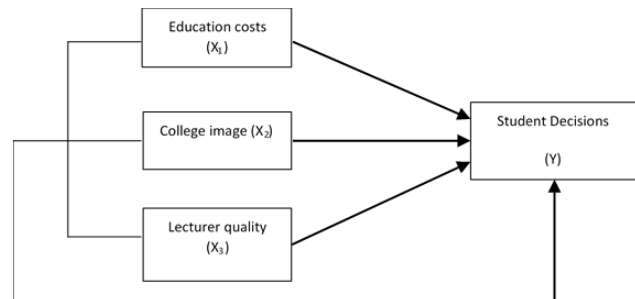 Education costs
(X₁)
College image (X₂)
Student Decisions
(Y)
Lecturer quality
(X₃)